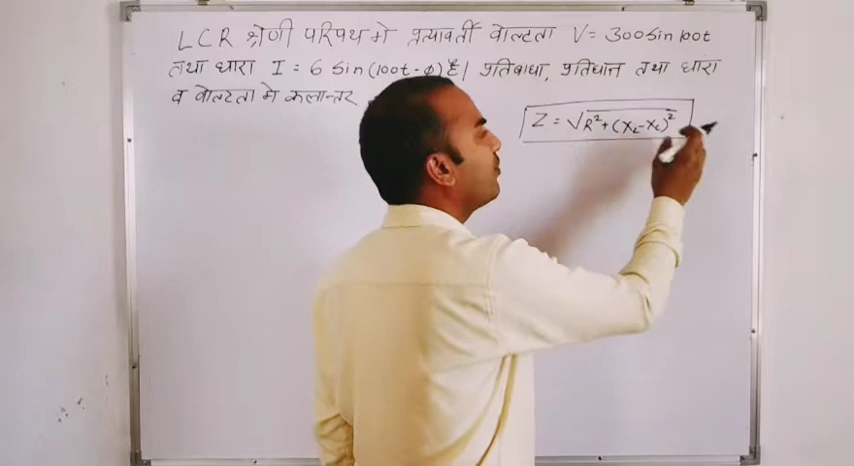 LCR श्रेणी परिपथ मे प्रत्यावर्ती वोल्टता V = 300 sin 100t
तथा धारा I = 6 sin (100t - ϕ) है। प्रतिबाधा, प्रतिघात तथा धारा
व वोल्टता मे कलान्तर
Z = √R² + (X_L - X_C)²